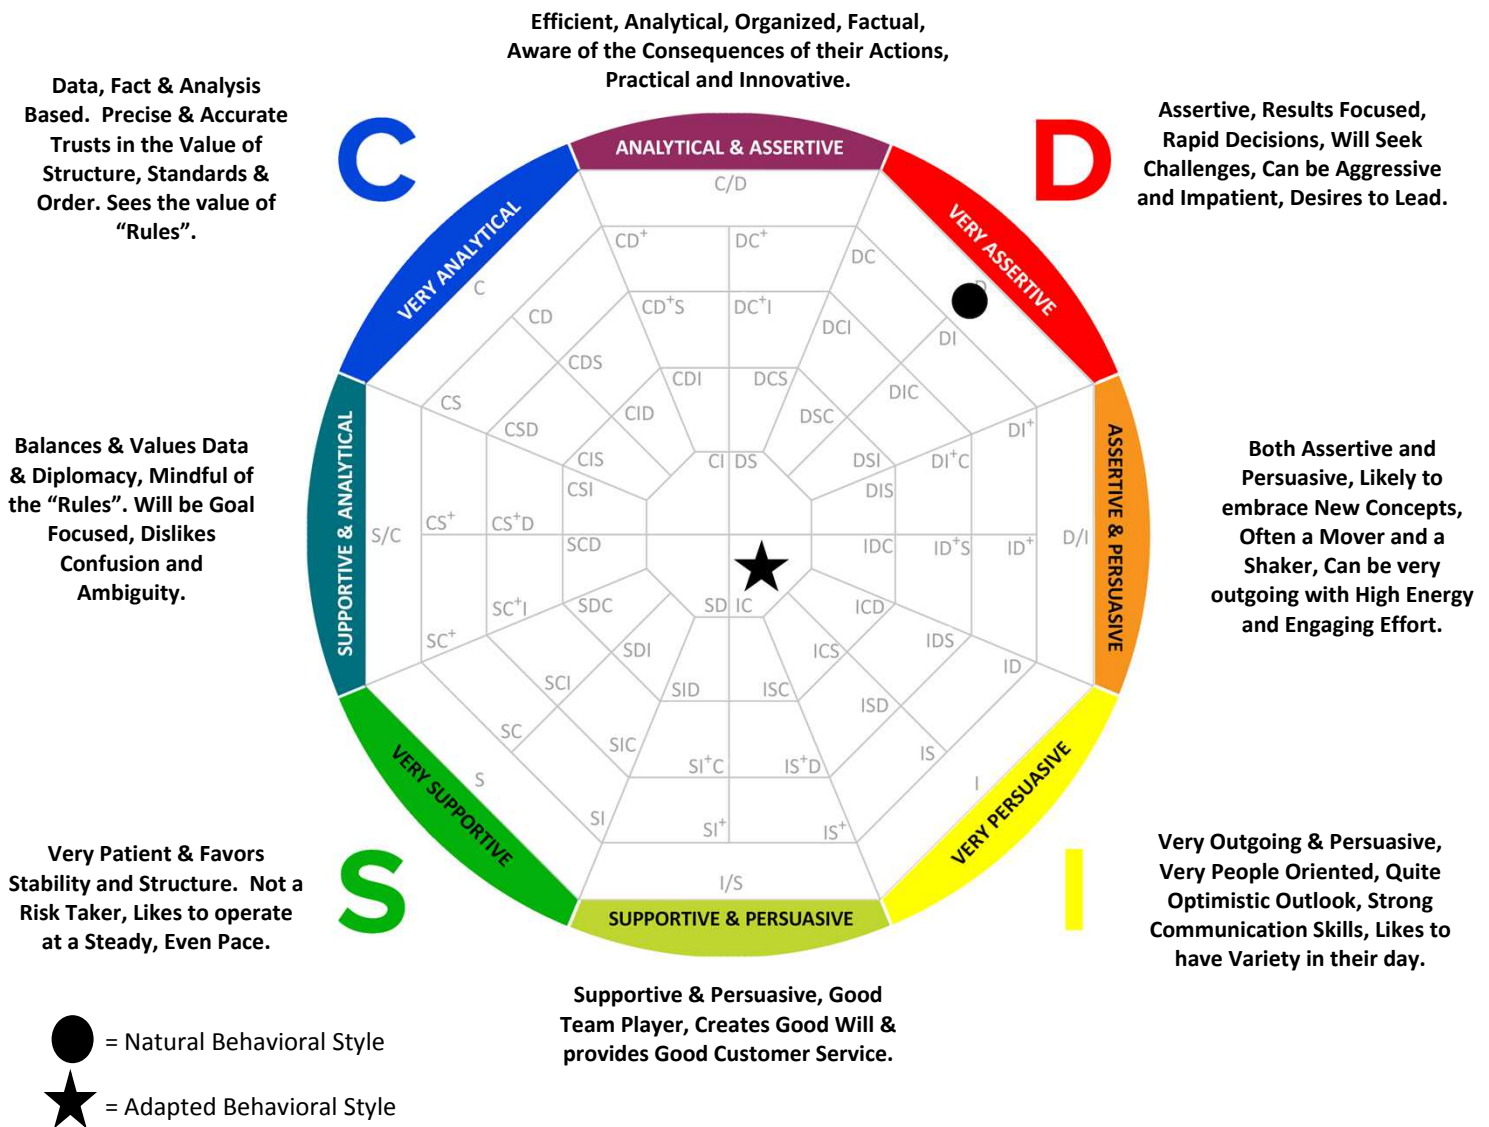 Efficient, Analytical, Organized, Factual,
Aware of the Consequences of their Actions,
Practical and Innovative.
Data, Fact & Analysis
Based.  Precise & Accurate
Trusts in the Value of
Structure, Standards &
Order. Sees the value of
“Rules”.
C
D
Assertive, Results Focused,
Rapid Decisions, Will Seek
Challenges, Can be Aggressive
and Impatient, Desires to Lead.
ANALYTICAL & ASSERTIVE
VERY ANALYTICAL
VERY ASSERTIVE
C/D
CD+
DC+
DC
C
D
CD
CD+S
DC+I
DCI
DI
CDS
CDI
DCS
DIC
CS
CID
DSC
DI+
CSD
CIS
CI
DS
DSI
DI+C
CSI
DIS
S/C
CS+
CS+D
SCD
IDC
ID+S
ID+
D/I
SC+I
SDC
SD
IC
ICD
SC+
SDI
ICS
IDS
ID
SCI
SID
ISC
ISD
SC
SIC
SI+C
IS+D
IS
S
I
SI
SI+
IS+
I/S
SUPPORTIVE & ANALYTICAL
ASSERTIVE & PERSUASIVE
Balances & Values Data
& Diplomacy, Mindful of
the “Rules”. Will be Goal
Focused, Dislikes
Confusion and
Ambiguity.
Both Assertive and
Persuasive, Likely to
embrace New Concepts,
Often a Mover and a
Shaker, Can be very
outgoing with High Energy
and Engaging Effort.
VERY SUPPORTIVE
VERY PERSUASIVE
SUPPORTIVE & PERSUASIVE
Very Patient & Favors
Stability and Structure.  Not a
Risk Taker, Likes to operate
at a Steady, Even Pace.
S
I
Very Outgoing & Persuasive,
Very People Oriented, Quite
Optimistic Outlook, Strong
Communication Skills, Likes to
have Variety in their day.
Supportive & Persuasive, Good
Team Player, Creates Good Will &
provides Good Customer Service.
= Natural Behavioral Style
= Adapted Behavioral Style